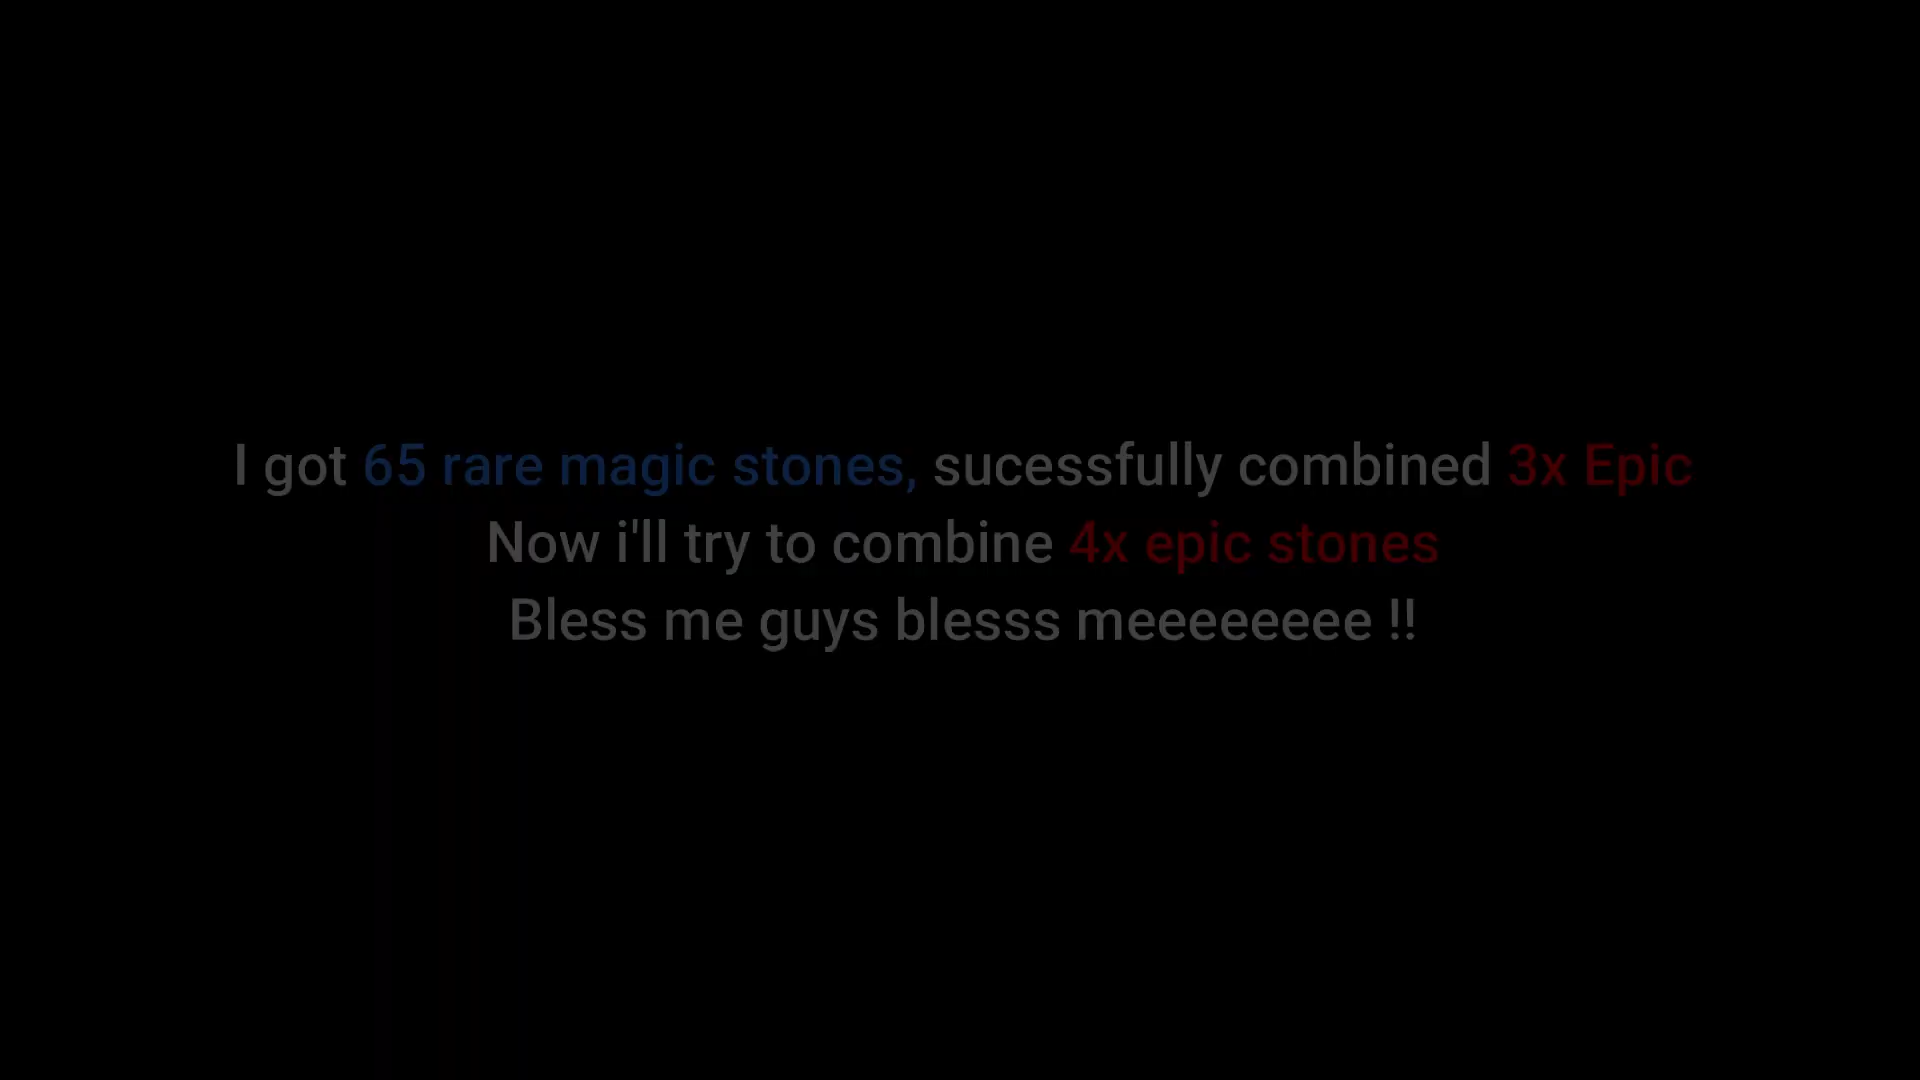 I got 65 rare magic stones, sucessfully combined 3x Epic
Now i'll try to combine 4x epic stones
Bless me guys blesss meeeeeeee !!